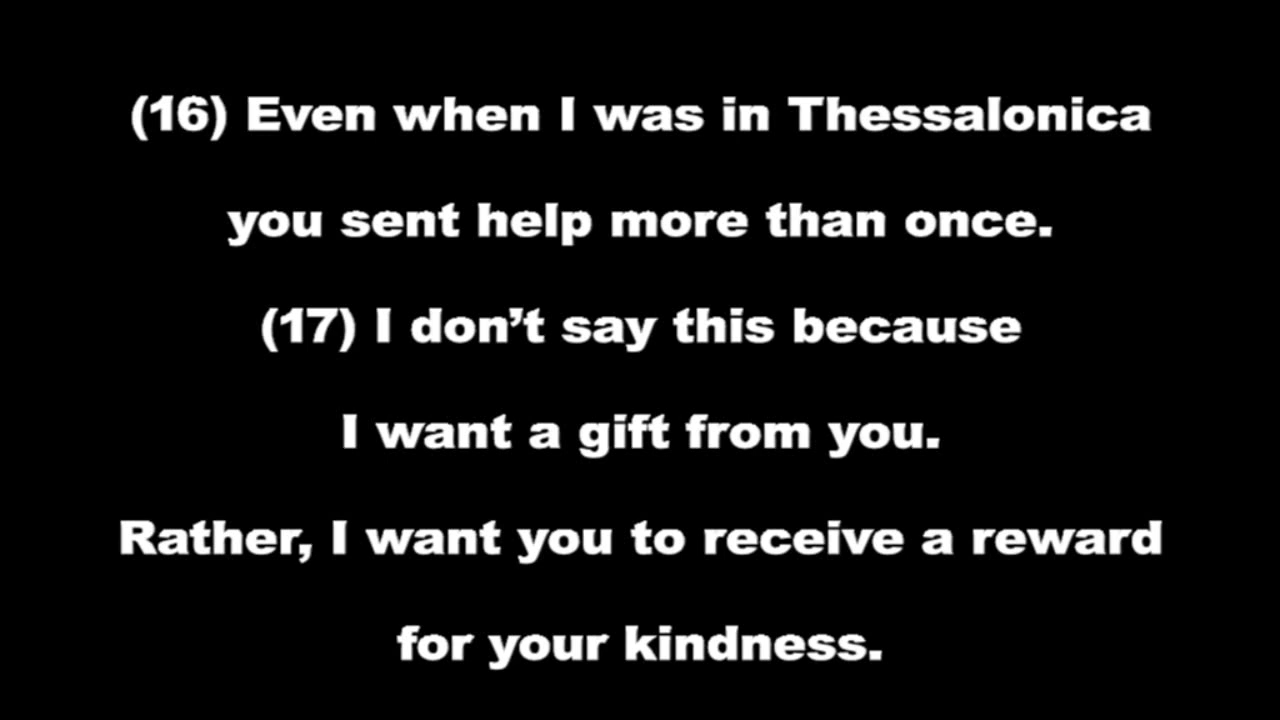 (16) Even when I was in Thessalonica
you sent help more than once.
(17) I don’t say this because
I want a gift from you.
Rather, I want you to receive a reward
for your kindness.